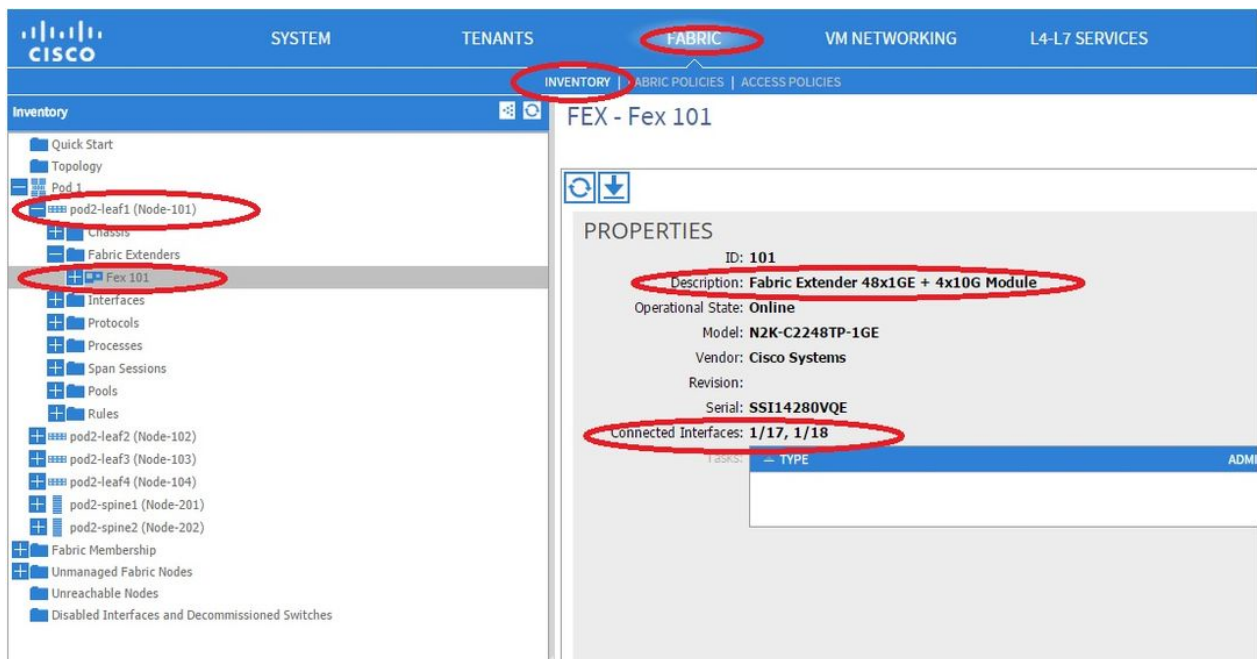 CISCO
SYSTEM TENANTS FABRIC VM NETWORKING L4-L7 SERVICES
INVENTORY | FABRIC POLICIES | ACCESS POLICIES
Inventory
Quick Start
Topology
Pod 1
pod2-leaf1 (Node-101)
Chassis
Fabric Extenders
Fex 101
Interfaces
Protocols
Processes
Span Sessions
Pools
Rules
pod2-leaf2 (Node-102)
pod2-leaf3 (Node-103)
pod2-leaf4 (Node-104)
pod2-spine1 (Node-201)
pod2-spine2 (Node-202)
Fabric Membership
Unmanaged Fabric Nodes
Unreachable Nodes
Disabled Interfaces and Decommissioned Switches
FEX - Fex 101
PROPERTIES
ID: 101
Description: Fabric Extender 48x1GE + 4x10G Module
Operational State: Online
Model: N2K-C2248TP-1GE
Vendor: Cisco Systems
Revision:
Serial: SSI14280VQE
Connected Interfaces: 1/17, 1/18
Tasks: TYPE ADMI